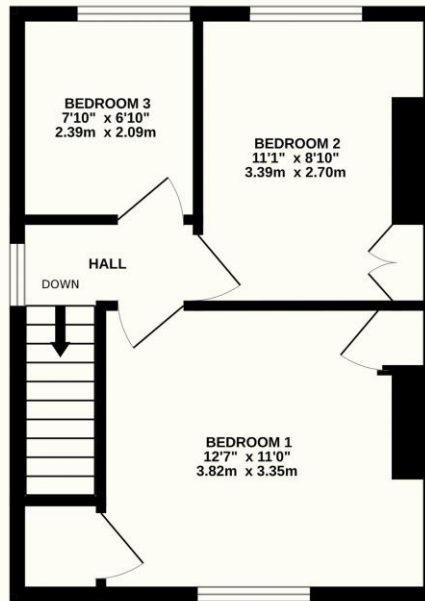 BEDROOM 3
7'10" x 6'10"
2.39m x 2.09m
BEDROOM 2
11'1" x 8'10"
3.39m x 2.70m
HALL
DOWN
BEDROOM 1
12'7" x 11'0"
3.82m x 3.35m